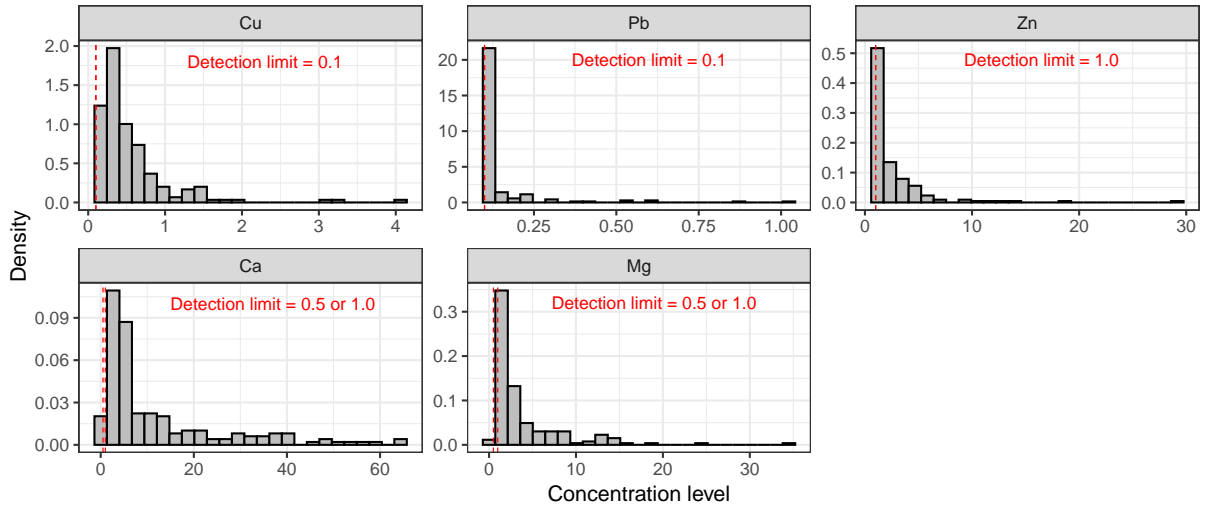 Cu
Pb
Zn
Detection limit = 0.1
Detection limit = 0.1
Detection limit = 1.0
2.0
1.5
1.0
0.5
0.0
20
15
10
5
0
0.5
0.4
0.3
0.2
0.1
0.0
0 1 2 3 4
0.25 0.50 0.75 1.00
0 10 20 30
Density
Ca
Mg
Detection limit = 0.5 or 1.0
Detection limit = 0.5 or 1.0
0.09
0.06
0.03
0.00
0.3
0.2
0.1
0.0
0 20 40 60
0 10 20 30
Concentration level